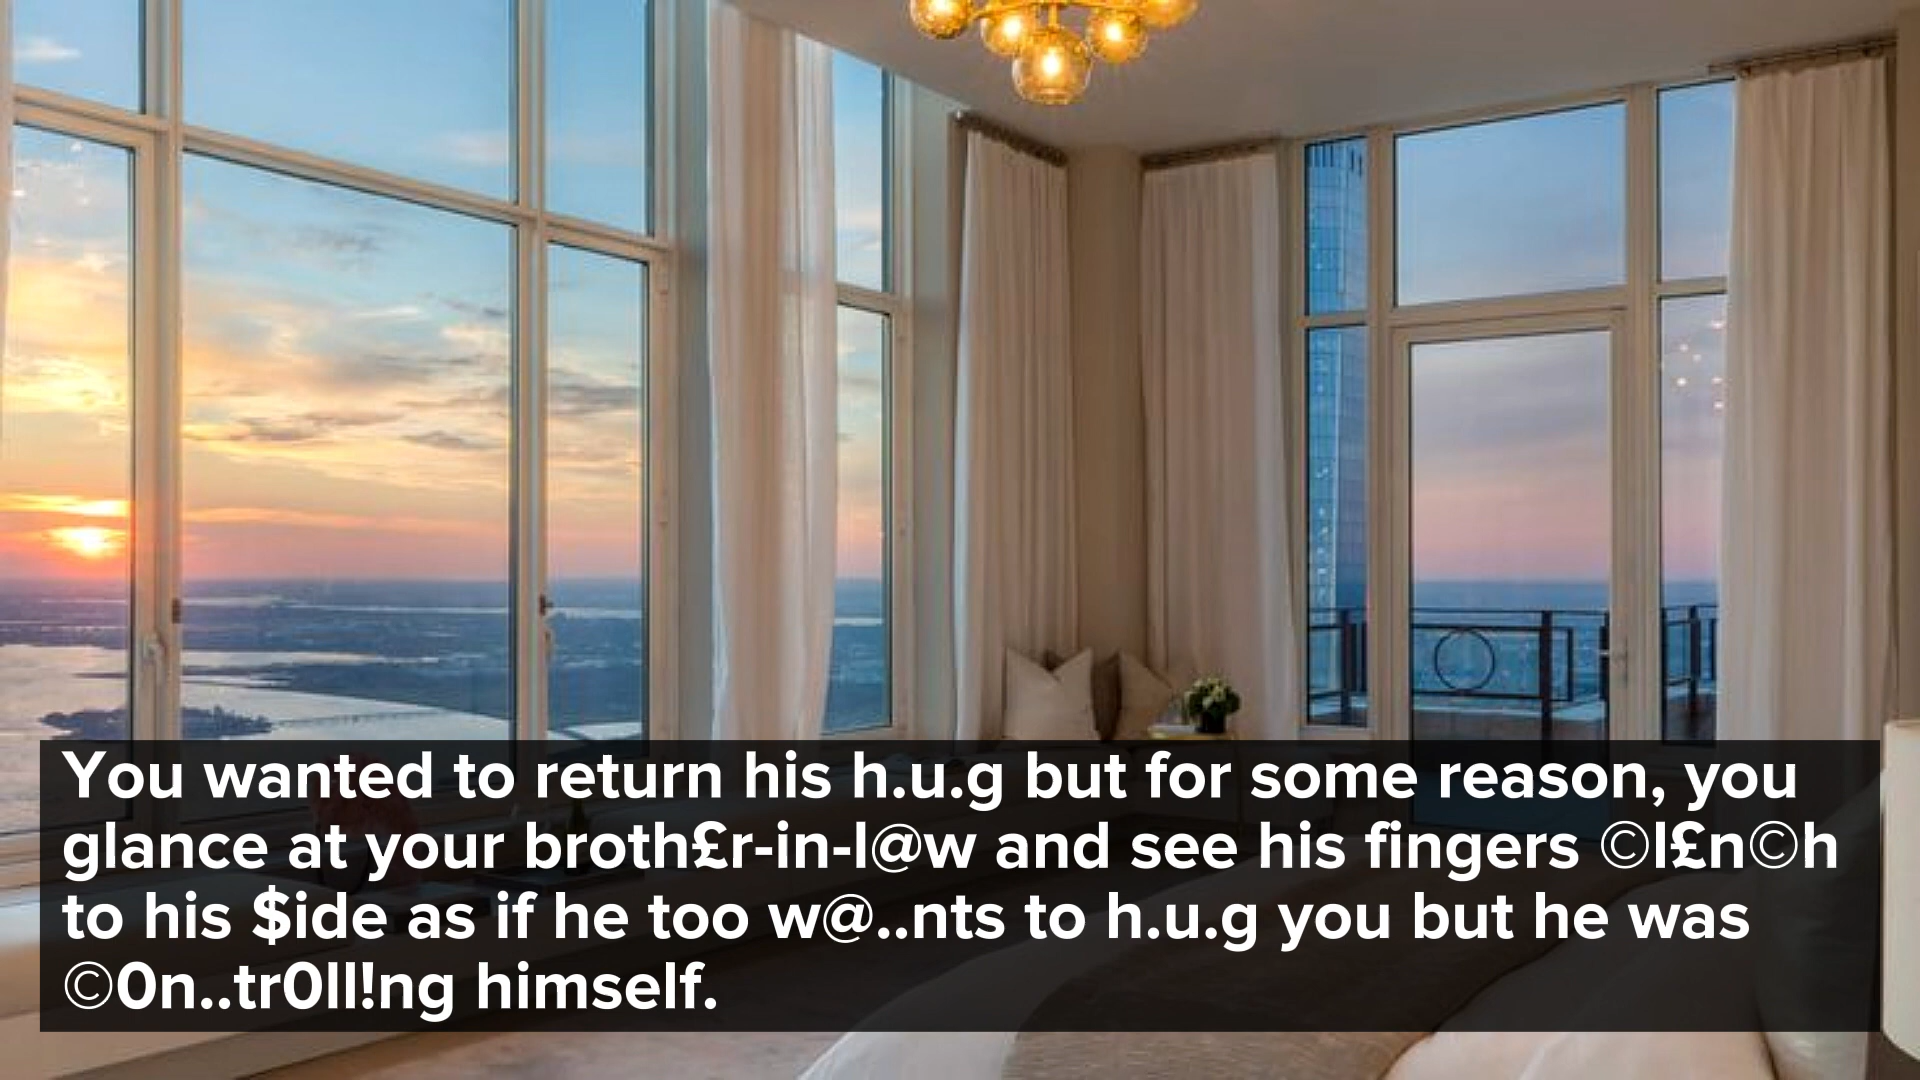 You wanted to return his h.u.g but for some reason, you
glance at your broth£r-in-l@w and see his fingers ©l£n©h
to his $ide as if he too w@..nts to h.u.g you but he was
©0n..tr0ll!ng himself.